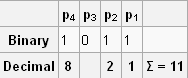 p4 p3 p2 p1
Binary 1 0 1 1
Decimal 8 2 1 Σ = 11